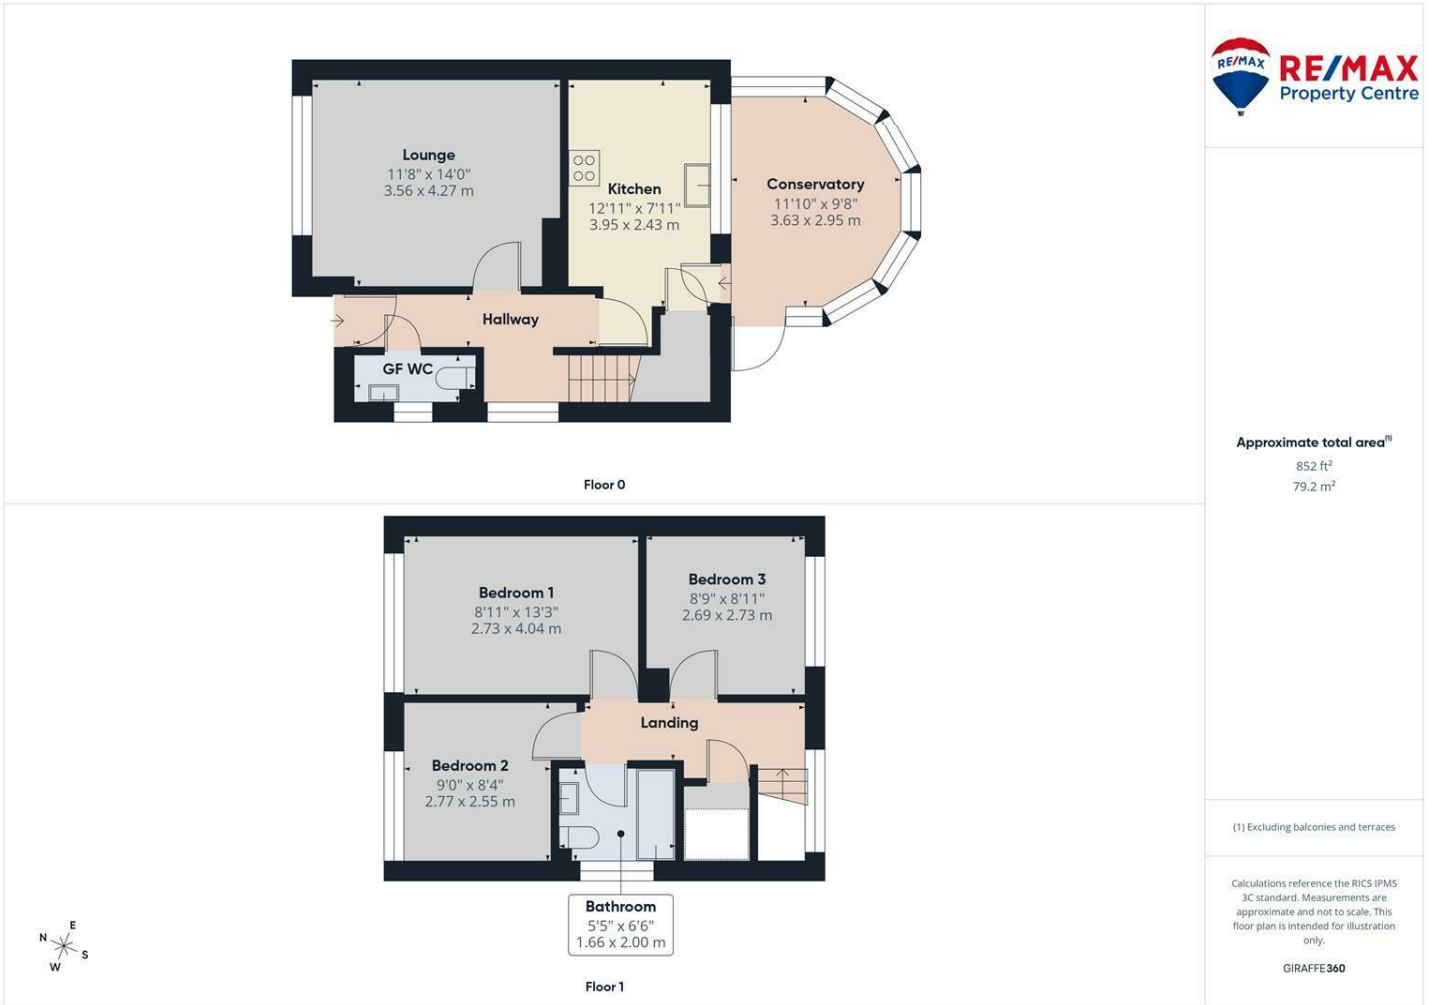 Lounge
11'8" x 14'0"
3.56 x 4.27 m
Kitchen
12'11" x 7'11"
3.95 x 2.43 m
Conservatory
11'10" x 9'8"
3.63 x 2.95 m
Hallway
GF WC
Floor 0
Bedroom 1
8'11" x 13'3"
2.73 x 4.04 m
Bedroom 3
8'9" x 8'11"
2.69 x 2.73 m
Landing
Bedroom 2
9'0" x 8'4"
2.77 x 2.55 m
Bathroom
5'5" x 6'6"
1.66 x 2.00 m
Floor 1
N
E
S
W
RE/MAX
RE/MAX
Property Centre
Approximate total area(1)
852 ft²
79.2 m²
(1) Excluding balconies and terraces
Calculations reference the RICS IPMS
3C standard. Measurements are
approximate and not to scale. This
floor plan is intended for illustration
only.
GIRAFFE360